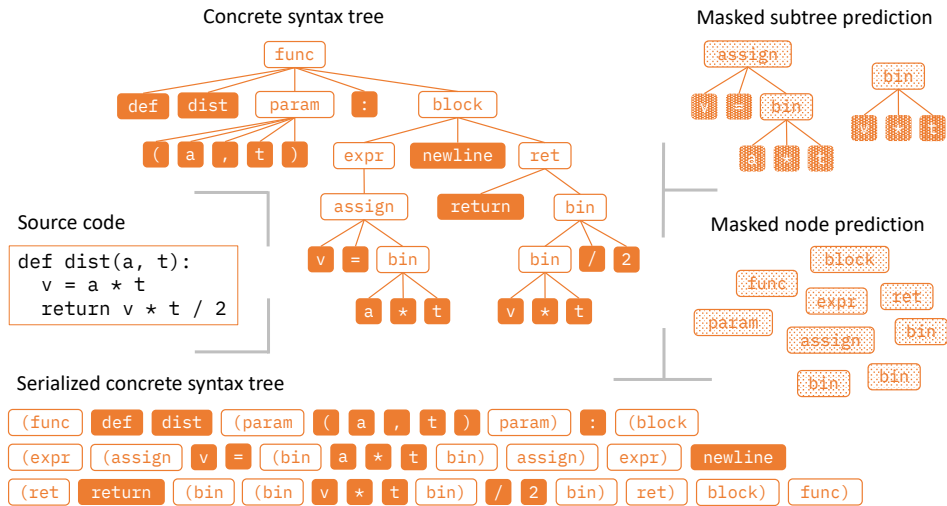 Concrete syntax tree
func
def dist param : block
( a , t ) expr newline ret
assign return bin
v = bin bin / 2
a * t v * t
Masked subtree prediction
assign
bin
v = bin
v * t
a * t
Source code
def dist(a, t):
v = a * t
return v * t / 2
Masked node prediction
block
func
expr ret
param
assign bin
bin bin
Serialized concrete syntax tree
(func def dist (param ( a , t ) param) : (block
(expr (assign v = (bin a * t bin) assign) expr) newline
(ret return (bin (bin v * t bin) / 2 bin) ret) block) func)